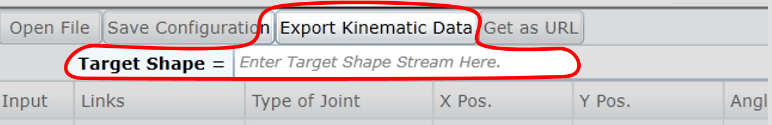 Open File Save Configuration Export Kinematic Data Get as URL
Target Shape = Enter Target Shape Stream Here.
Input Links Type of Joint X Pos. Y Pos. Angl